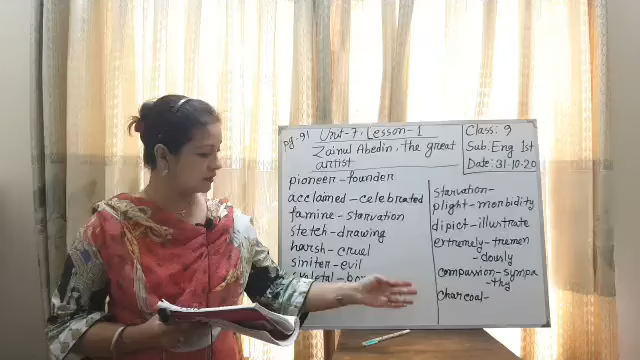 Pg.91
Unit-7, Lesson-1
Zainul Abedin, the great
artist
Class: 9
Sub. Eng 1st
Date: 31-10-20
pioneer-founder
acclaimed-celebrated
famine-starvation
stetch-drawing
harsh-cruel
siniter-evil
starvation-
plight-morbidity
dipict-illustrate
extremely-tremen
-dously
compassion-sympa
-thy
charcoal-